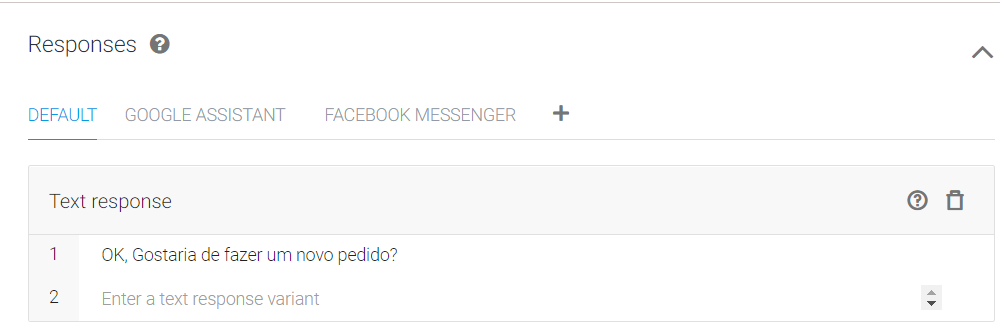 Responses
DEFAULT GOOGLE ASSISTANT FACEBOOK MESSENGER +
Text response
1 OK, Gostaria de fazer um novo pedido?
2 Enter a text response variant